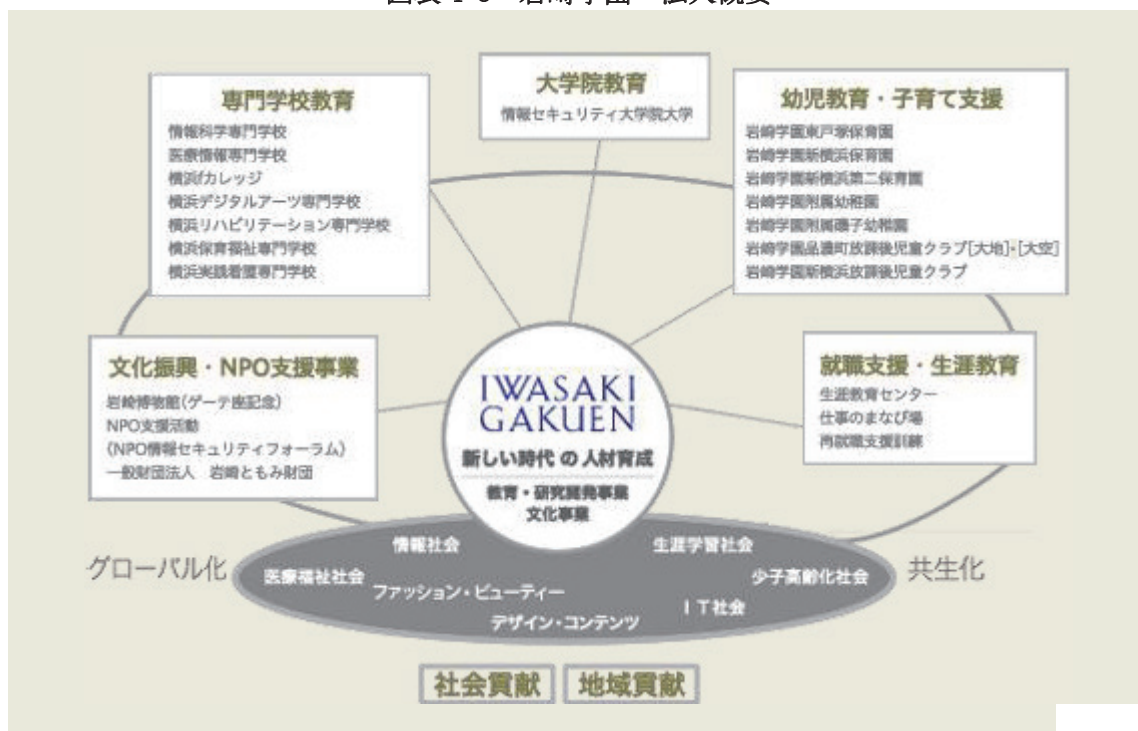 専門学校教育
情報科学専門学校
医療情報専門学校
横浜fカレッジ
横浜デジタルアーツ専門学校
横浜リハビリテーション専門学校
横浜保育福祉専門学校
横浜実践看護専門学校
大学院教育
情報セキュリティ大学院大学
幼児教育・子育て支援
岩崎学園東戸塚保育園
岩崎学園新横浜保育園
岩崎学園新横浜第二保育園
岩崎学園附属幼稚園
岩崎学園附属磯子幼稚園
岩崎学園品濃町放課後児童クラブ[大地]・[大空]
岩崎学園新横浜放課後児童クラブ
文化振興・NPO支援事業
岩崎博物館(ゲーテ座記念)
NPO支援活動
(NPO情報セキュリティフォーラム)
一般財団法人 岩崎ともみ財団
IWASAKI
GAKUEN
新しい時代の人材育成
教育・研究開発事業
文化事業
就職支援・生涯教育
生涯教育センター
仕事のまなび場
再就職支援訓練
グローバル化
情報社会
生涯学習社会
医療福祉社会
ファッション・ビューティー
少子高齢化社会
IT社会
デザイン・コンテンツ
共生化
社会貢献
地域貢献